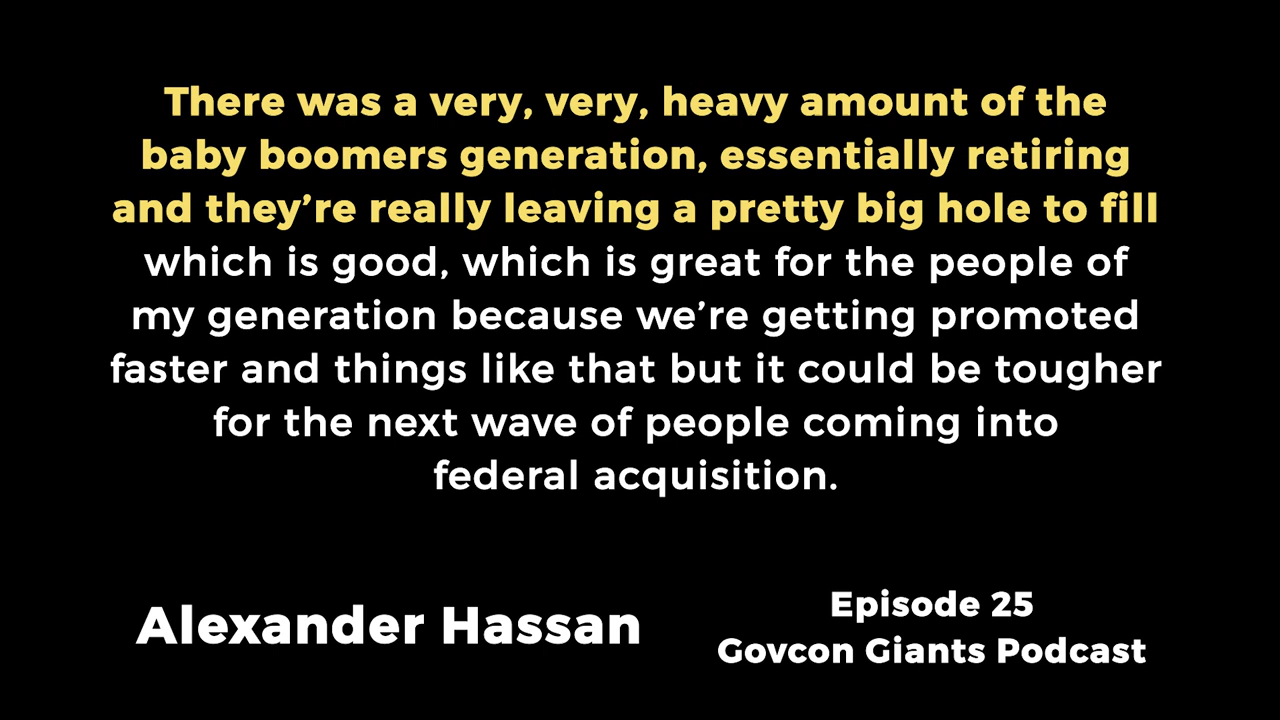 There was a very, very, heavy amount of the
baby boomers generation, essentially retiring
and they’re really leaving a pretty big hole to fill
which is good, which is great for the people of
my generation because we’re getting promoted
faster and things like that but it could be tougher
for the next wave of people coming into
federal acquisition.
Alexander Hassan
Episode 25
Govcon Giants Podcast